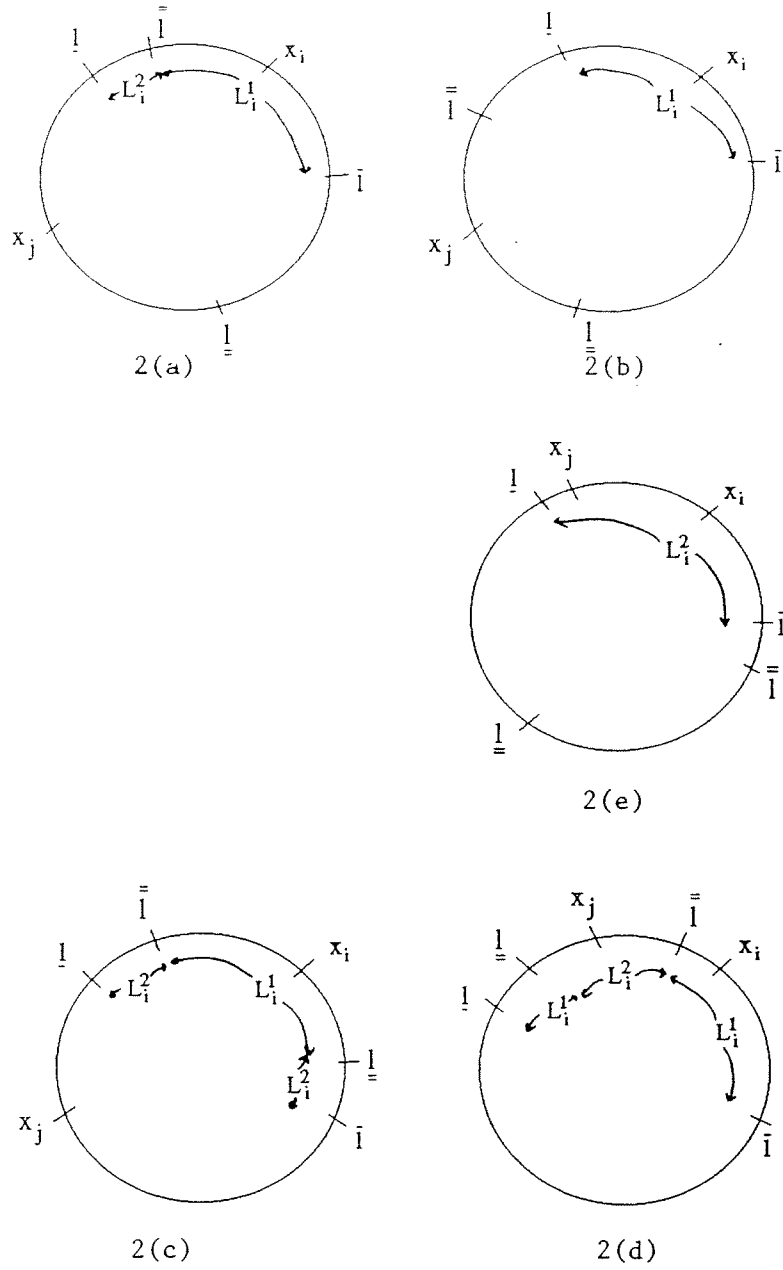 l̲ l̿ x_i l̲ x_i
L_i^2 L_i^1 l̿ L_i^1
l̄ l̄
x_j x_j
l̳ l̳
2(a) 2(b)
x_j
l̲ x_i
L_i^2
l̄
l̿
l̳
2(e)
l̿ x_j l̿
l̲ x_i l̳ x_i
L_i^2 L_i^1 l̲ L_i^1 L_i^2 L_i^1
L_i^2 l̳
x_j l̄ l̄
2(c) 2(d)